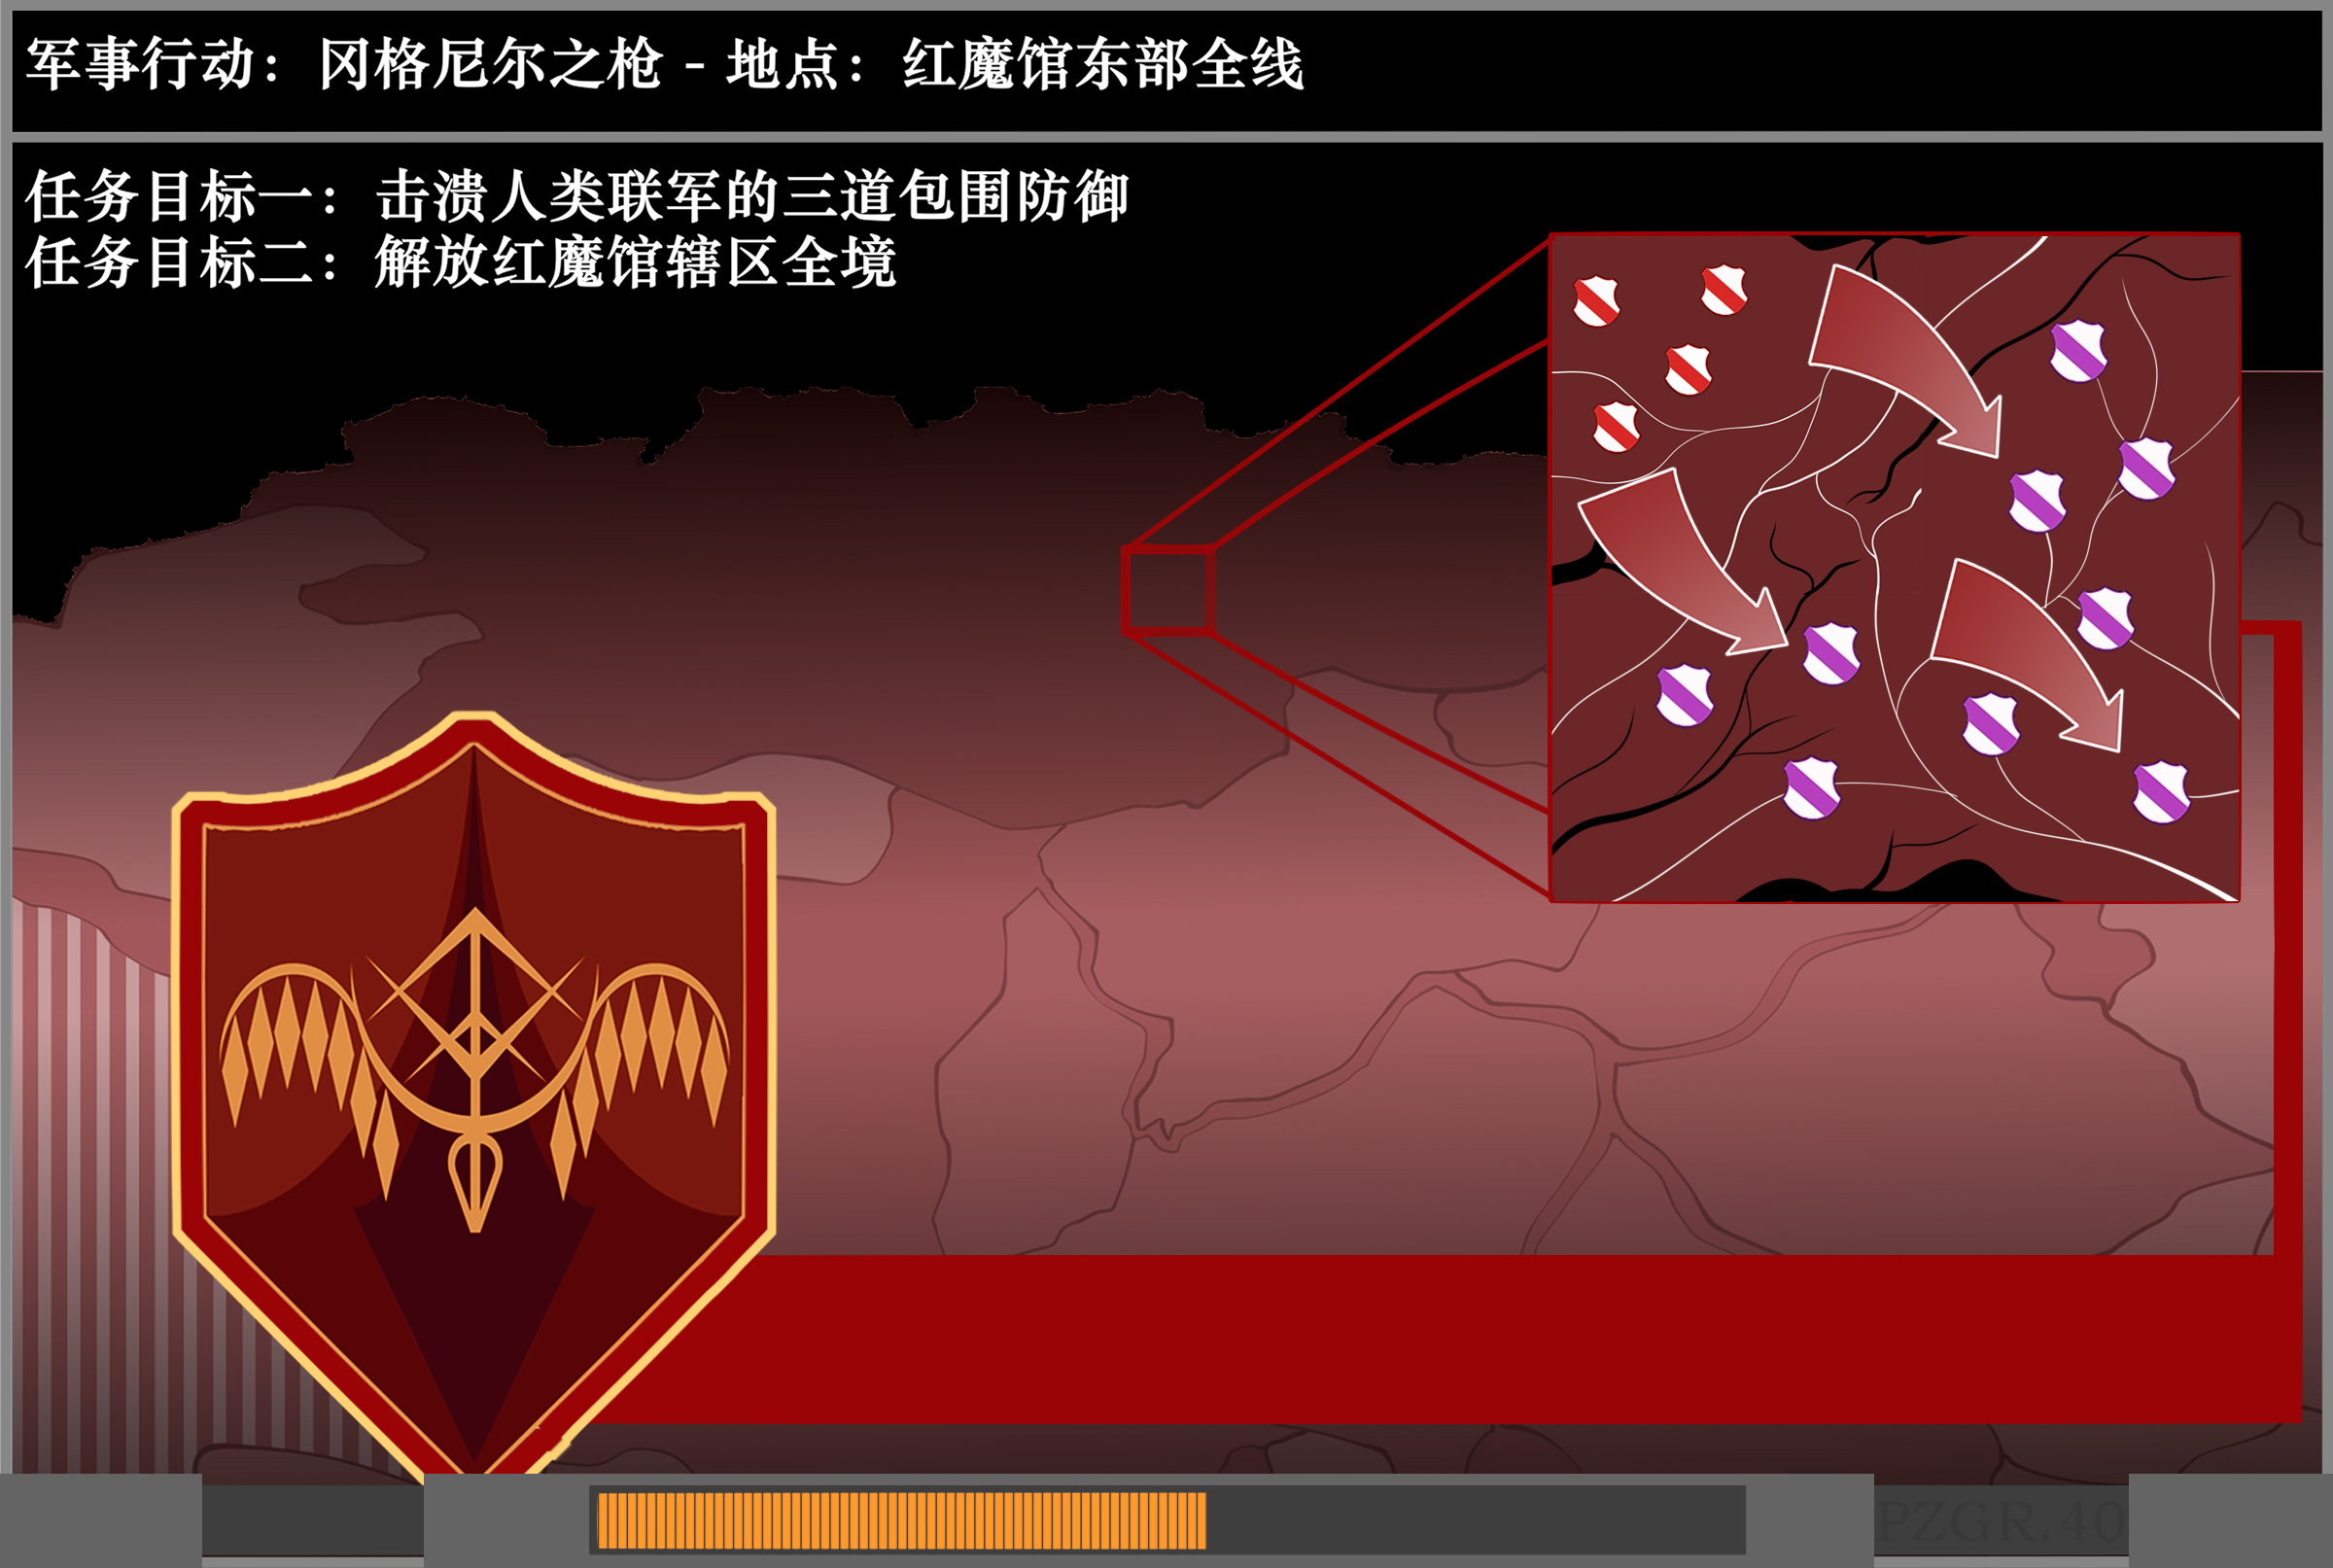 军事行动：冈格尼尔之枪 - 地点：红魔馆东部全线
任务目标一：击溃人类联军的三道包围防御
任务目标二：解放红魔馆辖区全境
PZGR.40